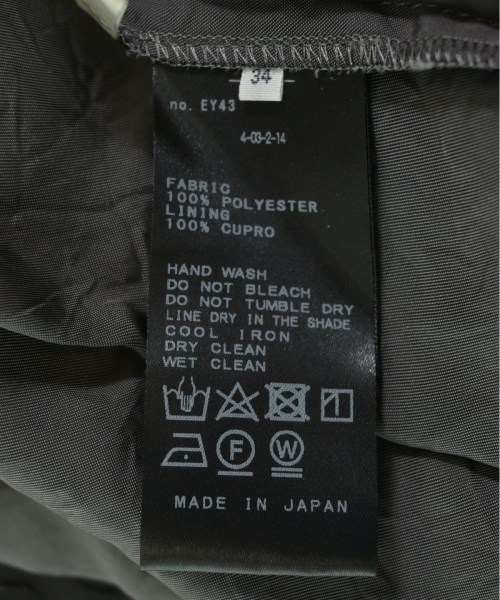 34
no. EY43
4-03-2-14
FABRIC
100% POLYESTER
LINING
100% CUPRO
HAND WASH
DO NOT BLEACH
DO NOT TUMBLE DRY
LINE DRY IN THE SHADE
COOL IRON
DRY CLEAN
WET CLEAN
F W
MADE IN JAPAN